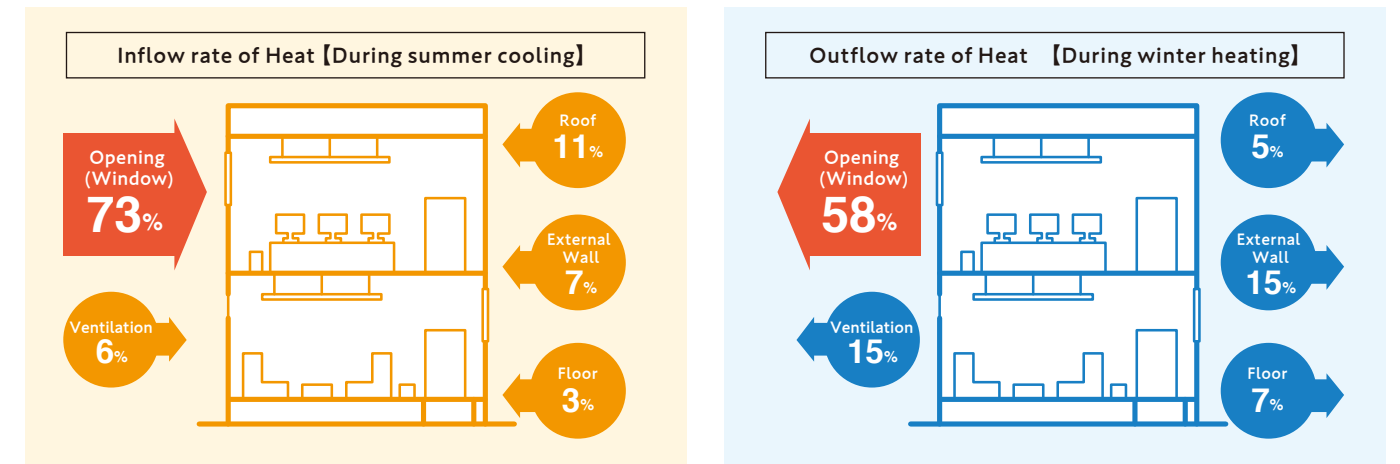 Inflow rate of Heat【During summer cooling】
Opening
(Window)
73%
Ventilation
6%
Roof
11%
External
Wall
7%
Floor
3%
Outflow rate of Heat 【During winter heating】
Opening
(Window)
58%
Ventilation
15%
Roof
5%
External
Wall
15%
Floor
7%